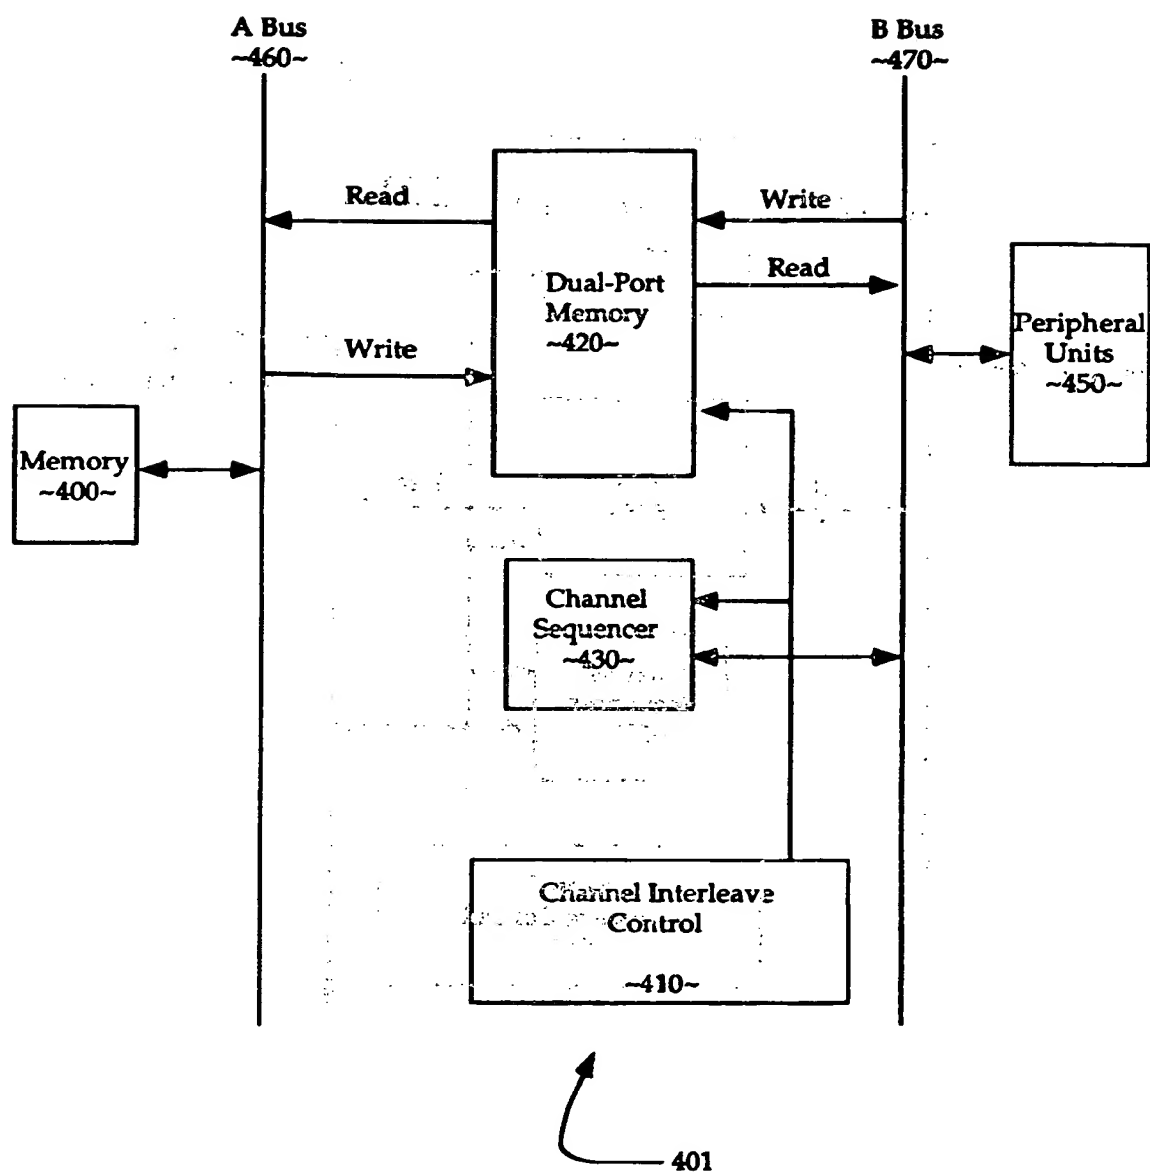 A Bus
~460~
B Bus
~470~
Read
Write
Dual-Port
Memory
~420~
Read
Write
Peripheral
Units
~450~
Memory
~400~
Channel
Sequencer
~430~
Channel Interleave
Control
~410~
401